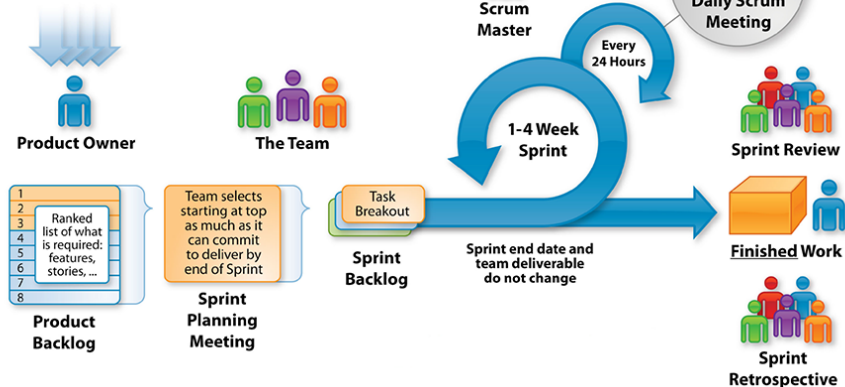 Scrum
Master
Daily Scrum
Meeting
Every
24 Hours
Product Owner
The Team
1-4 Week
Sprint
Sprint Review
1
2
3
4
5
6
7
8
Ranked
list of what
is required:
features,
stories, ...
Team selects
starting at top
as much as it
can commit
to deliver by
end of Sprint
Task
Breakout
Product
Backlog
Sprint
Planning
Meeting
Sprint
Backlog
Sprint end date and
team deliverable
do not change
Finished Work
Sprint
Retrospective